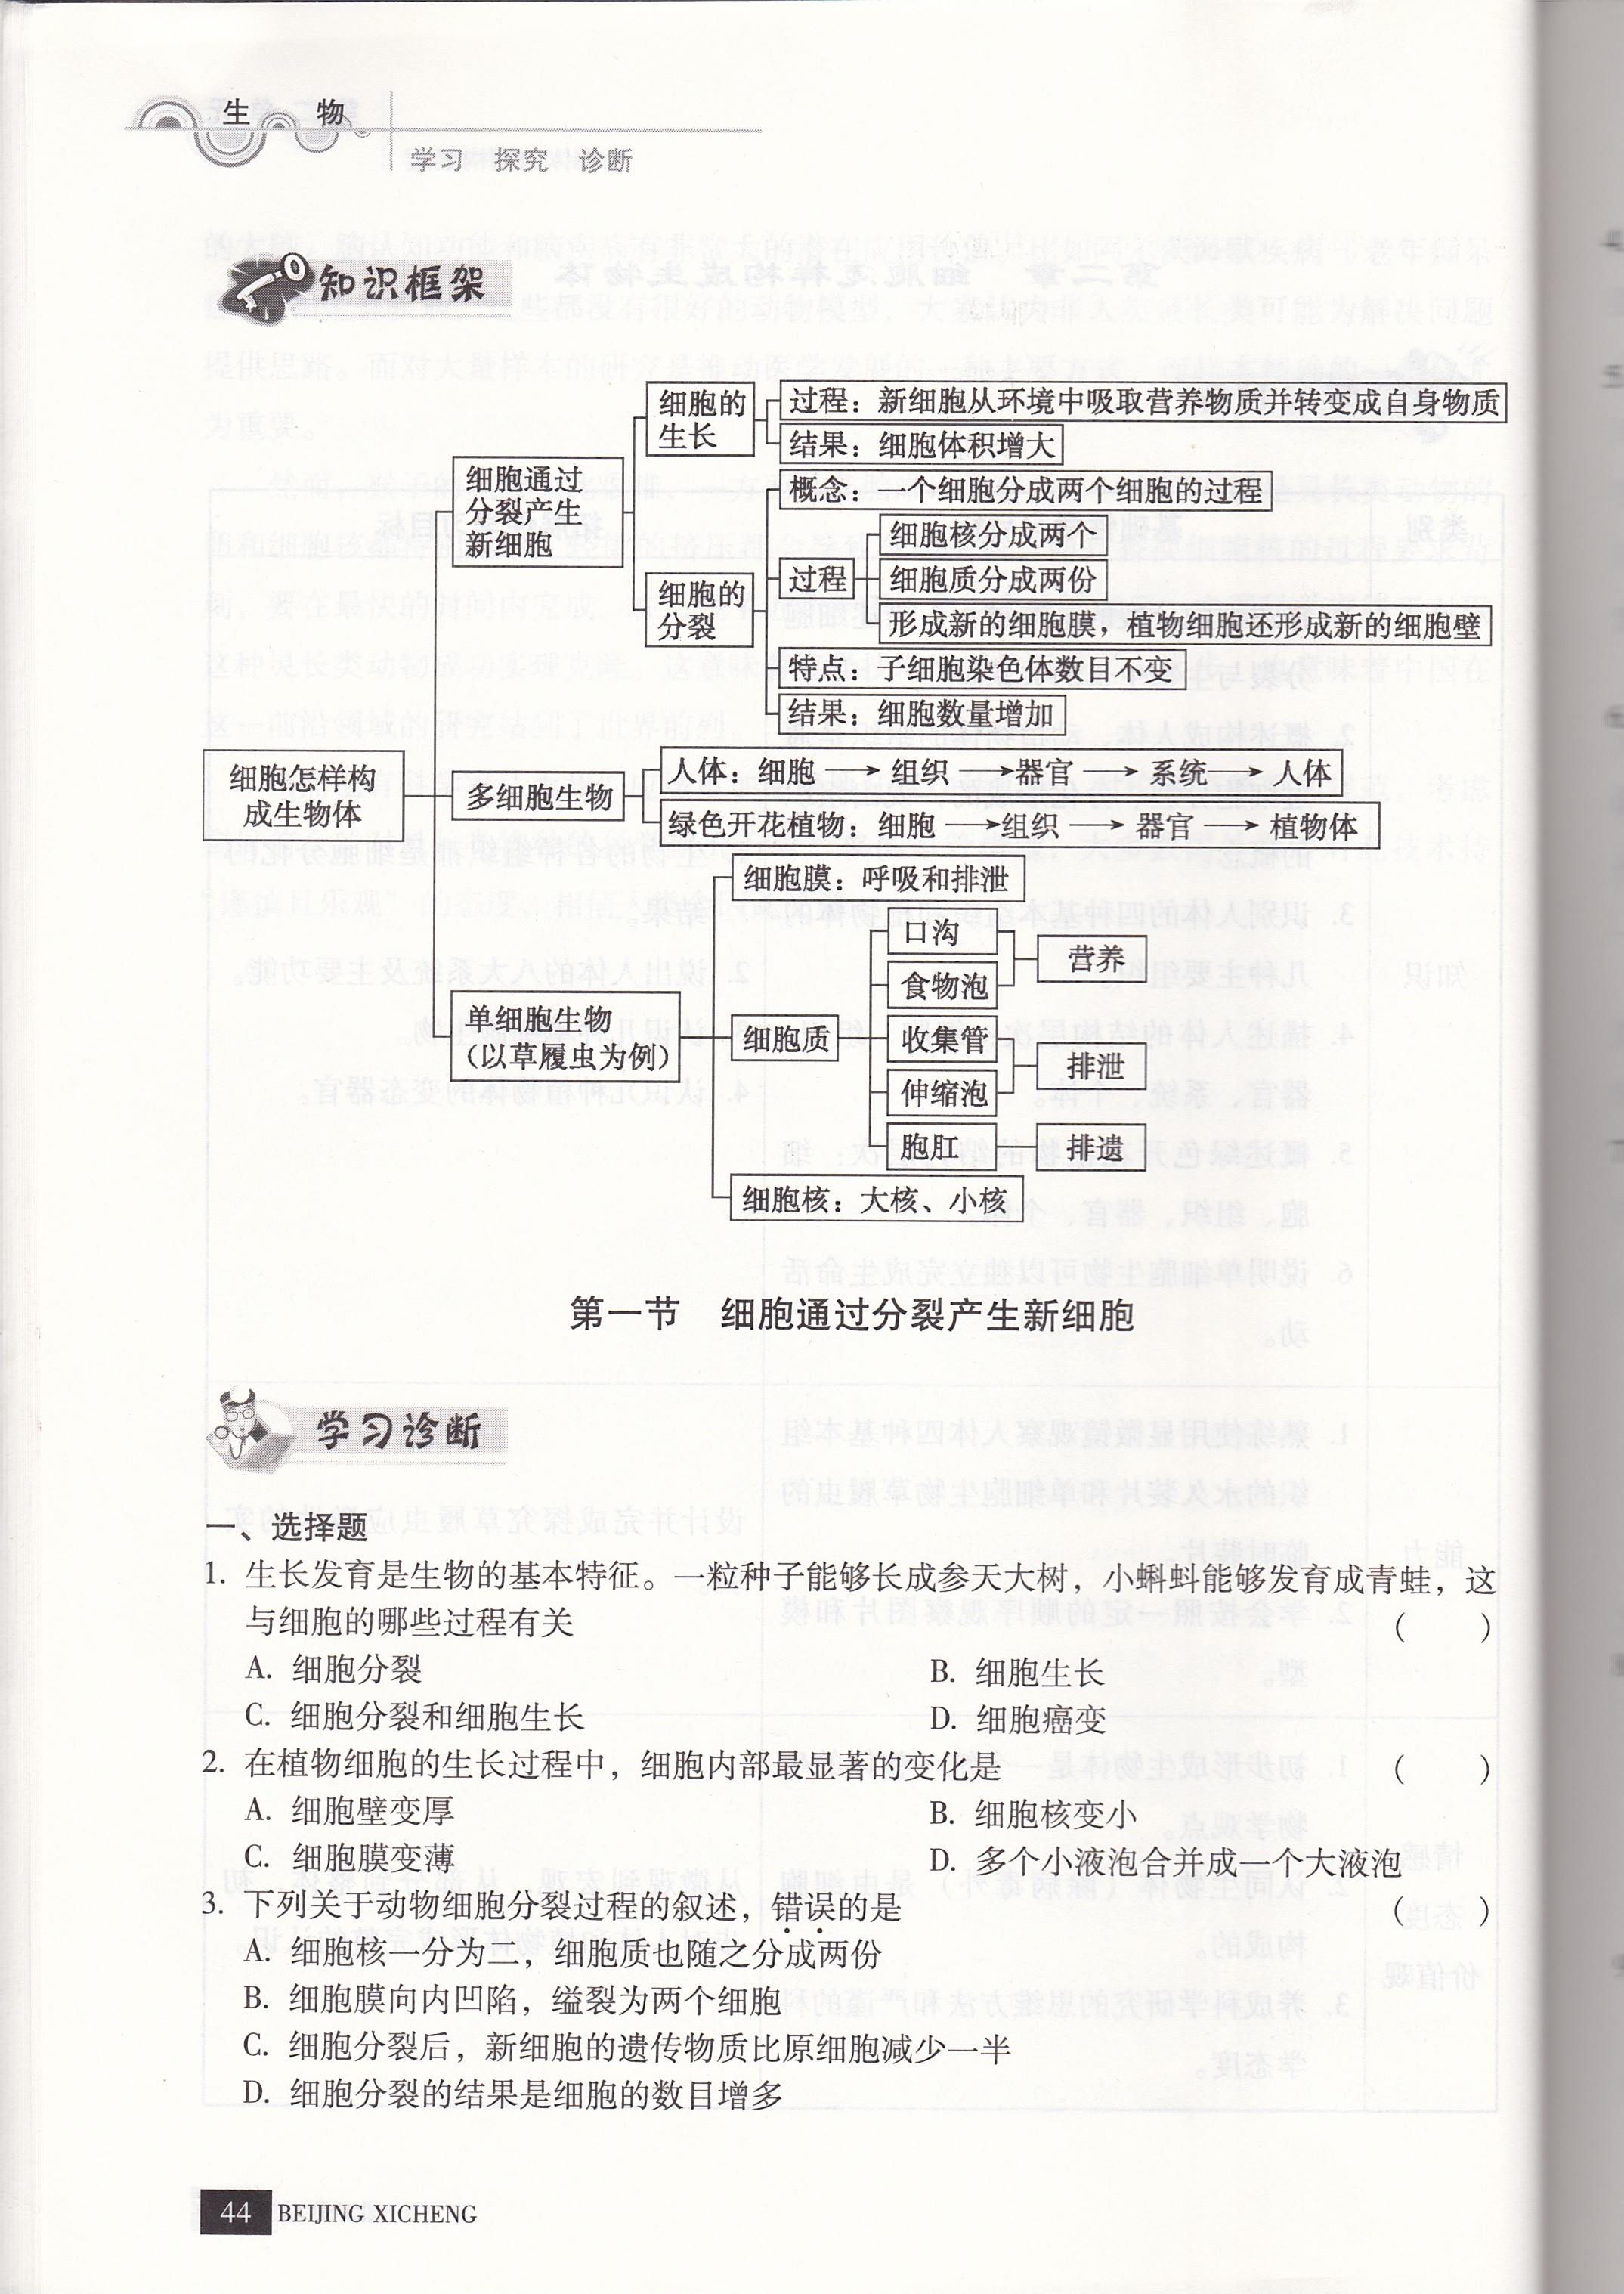 生 物
学习 探究 诊断
知识框架
细胞怎样构
成生物体
细胞通过
分裂产生
新细胞
细胞的
生长
过程：新细胞从环境中吸取营养物质并转变成自身物质
结果：细胞体积增大
细胞的
分裂
概念：一个细胞分成两个细胞的过程
过程
细胞核分成两个
细胞质分成两份
形成新的细胞膜，植物细胞还形成新的细胞壁
特点：子细胞染色体数目不变
结果：细胞数量增加
多细胞生物
人体：细胞 → 组织 → 器官 → 系统 → 人体
绿色开花植物：细胞 → 组织 → 器官 → 植物体
单细胞生物
（以草履虫为例）
细胞膜：呼吸和排泄
细胞质
口沟
食物泡
营养
收集管
伸缩泡
排泄
胞肛
排遗
细胞核：大核、小核
第一节 细胞通过分裂产生新细胞
学习诊断
一、选择题
1. 生长发育是生物的基本特征。一粒种子能够长成参天大树，小蝌蚪能够发育成青蛙，这
与细胞的哪些过程有关 （ ）
A. 细胞分裂 B. 细胞生长
C. 细胞分裂和细胞生长 D. 细胞癌变
2. 在植物细胞的生长过程中，细胞内部最显著的变化是 （ ）
A. 细胞壁变厚 B. 细胞核变小
C. 细胞膜变薄 D. 多个小液泡合并成一个大液泡
3. 下列关于动物细胞分裂过程的叙述，错误的是 （ ）
A. 细胞核一分为二，细胞质也随之分成两份
B. 细胞膜向内凹陷，缢裂为两个细胞
C. 细胞分裂后，新细胞的遗传物质比原细胞减少一半
D. 细胞分裂的结果是细胞的数目增多
44 BEIJING XICHENG